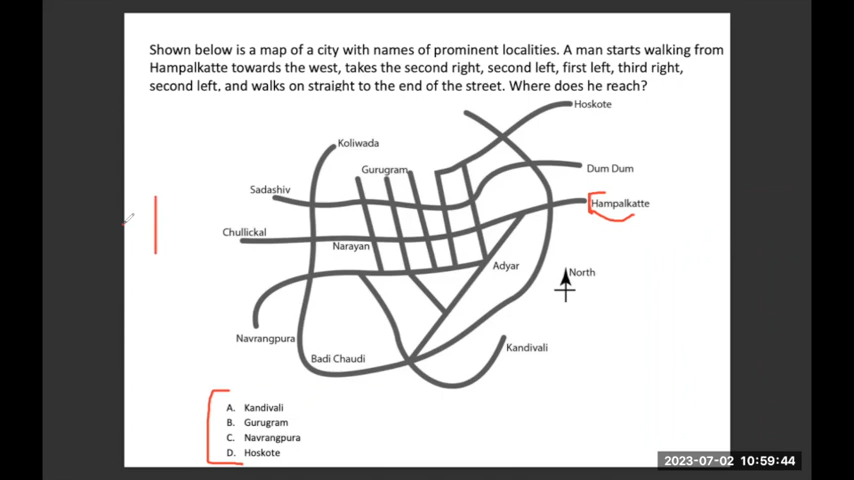 Shown below is a map of a city with names of prominent localities. A man starts walking from
Hampalkatte towards the west, takes the second right, second left, first left, third right,
second left, and walks on straight to the end of the street. Where does he reach?
Hoskote
Koliwada
Gurugram
Dum Dum
Sadashiv
Hampalkatte
Chullickal
Narayan
Adyar
North
Navrangpura
Kandivali
Badi Chaudi
A. Kandivali
B. Gurugram
C. Navrangpura
D. Hoskote
2023-07-02 10:59:44